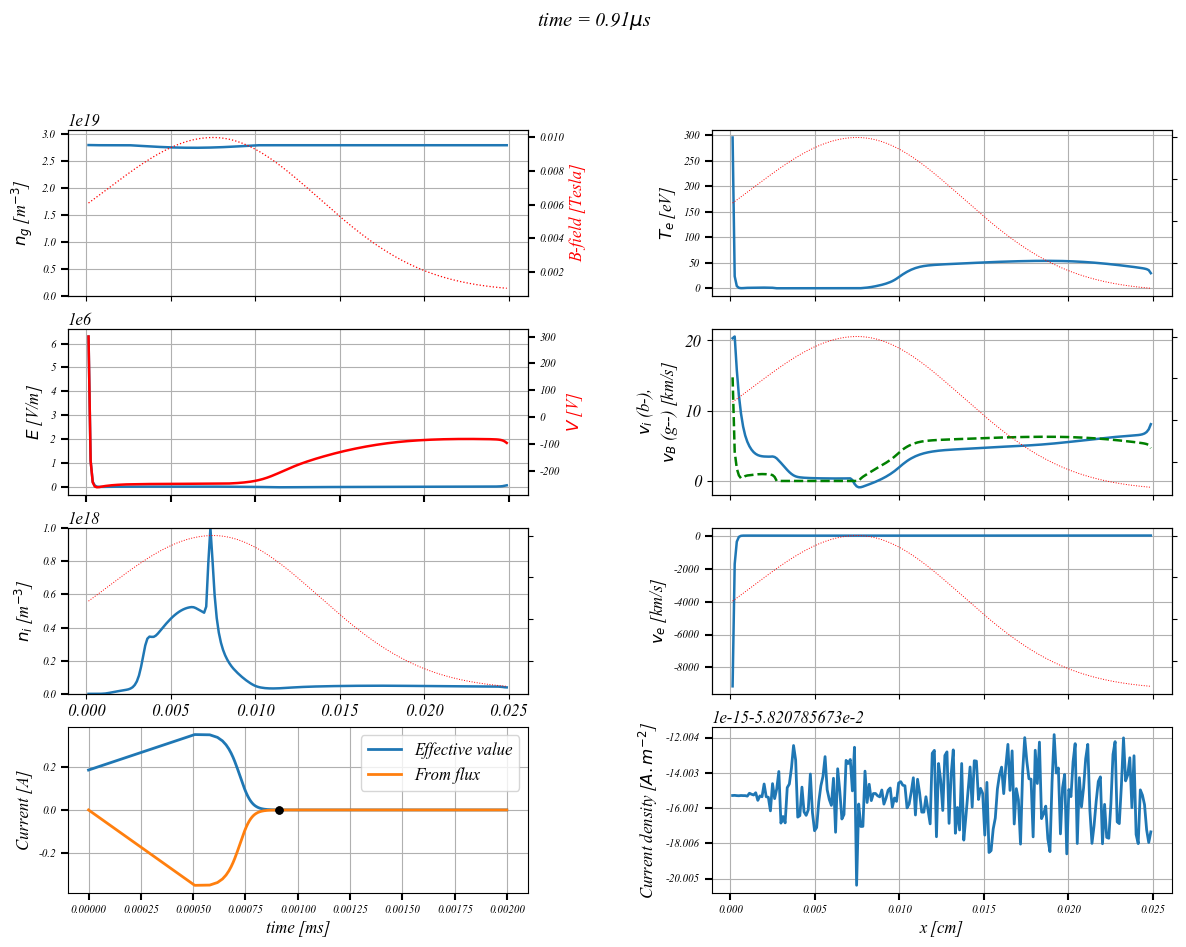 time = 0.91μs
1e19
3.0
2.5
2.0
1.5
1.0
0.5
0.0
n_g [m^{-3}]
0.010
0.008
0.006
0.004
0.002
B-field [Tesla]
300
250
200
150
100
50
0
T_e [eV]
1e6
6
5
4
3
2
1
0
E [V/m]
300
200
100
0
-100
-200
V [V]
20
10
0
v_i (b-),
v_B (g--) [km/s]
1e18
1.0
0.8
0.6
0.4
0.2
0.0
n_i [m^{-3}]
0.000 0.005 0.010 0.015 0.020 0.025
0
-2000
-4000
-6000
-8000
v_e [km/s]
0.2
0.0
-0.2
Current [A]
Effective value
From flux
0.00000 0.00025 0.00050 0.00075 0.00100 0.00125 0.00150 0.00175 0.00200
time [ms]
1e-15-5.820785673e-2
-12.004
-14.003
-16.001
-18.006
-20.005
Current density [A.m^{-2}]
0.000 0.005 0.010 0.015 0.020 0.025
x [cm]